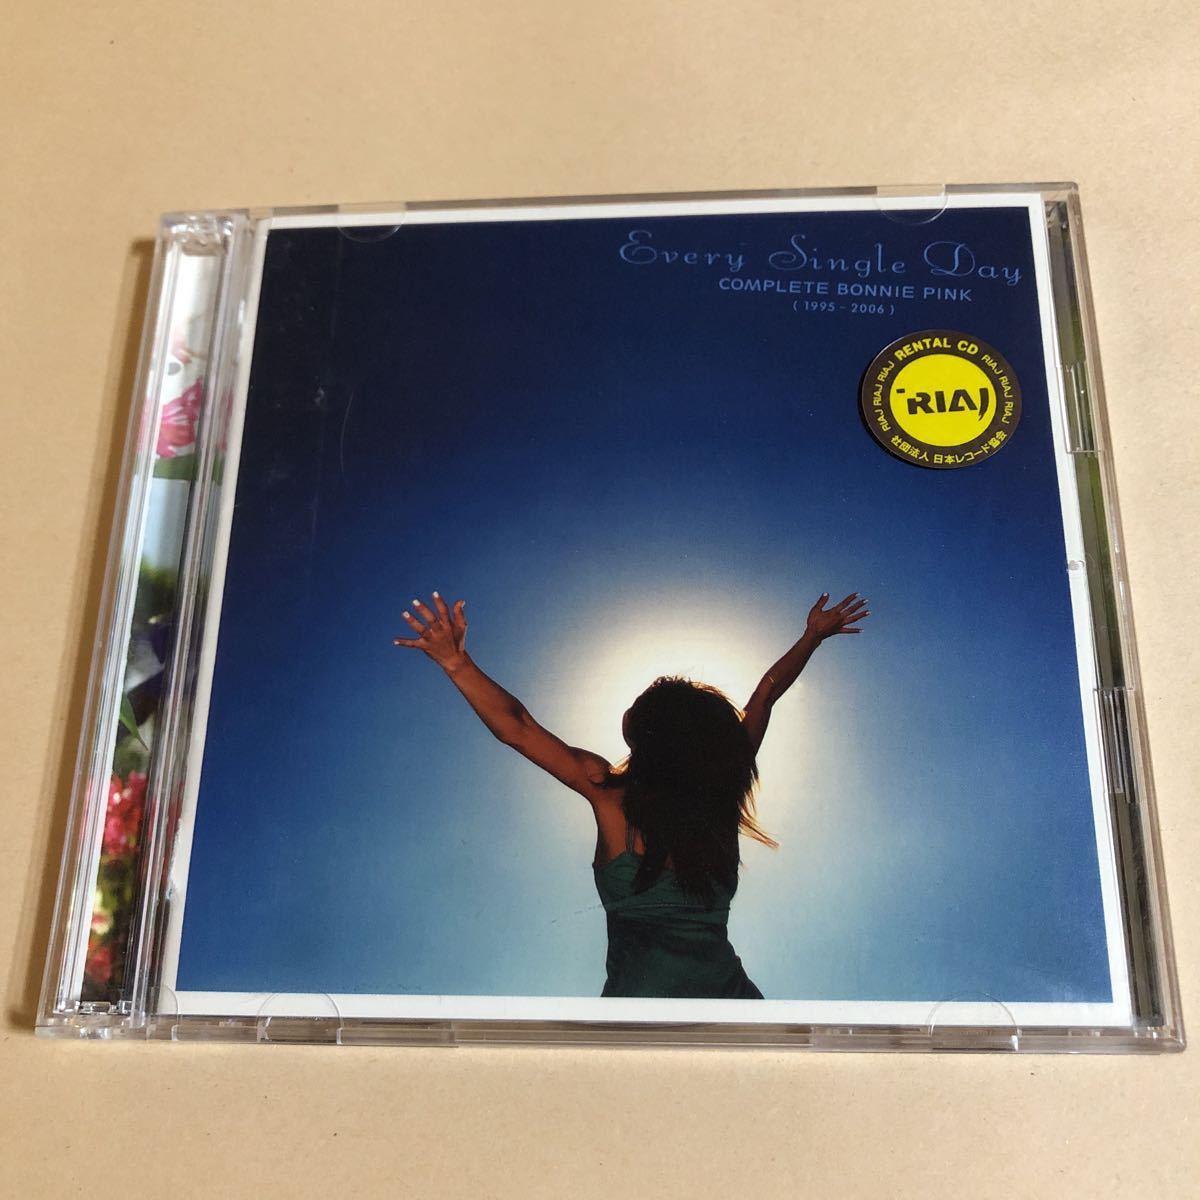 Every Single Day
COMPLETE BONNIE PINK
( 1995 - 2006 )
RIAJ RIAJ RIAJ RENTAL CD RIAJ RIAJ RIAJ
RIAJ
社団法人 日本レコード協会